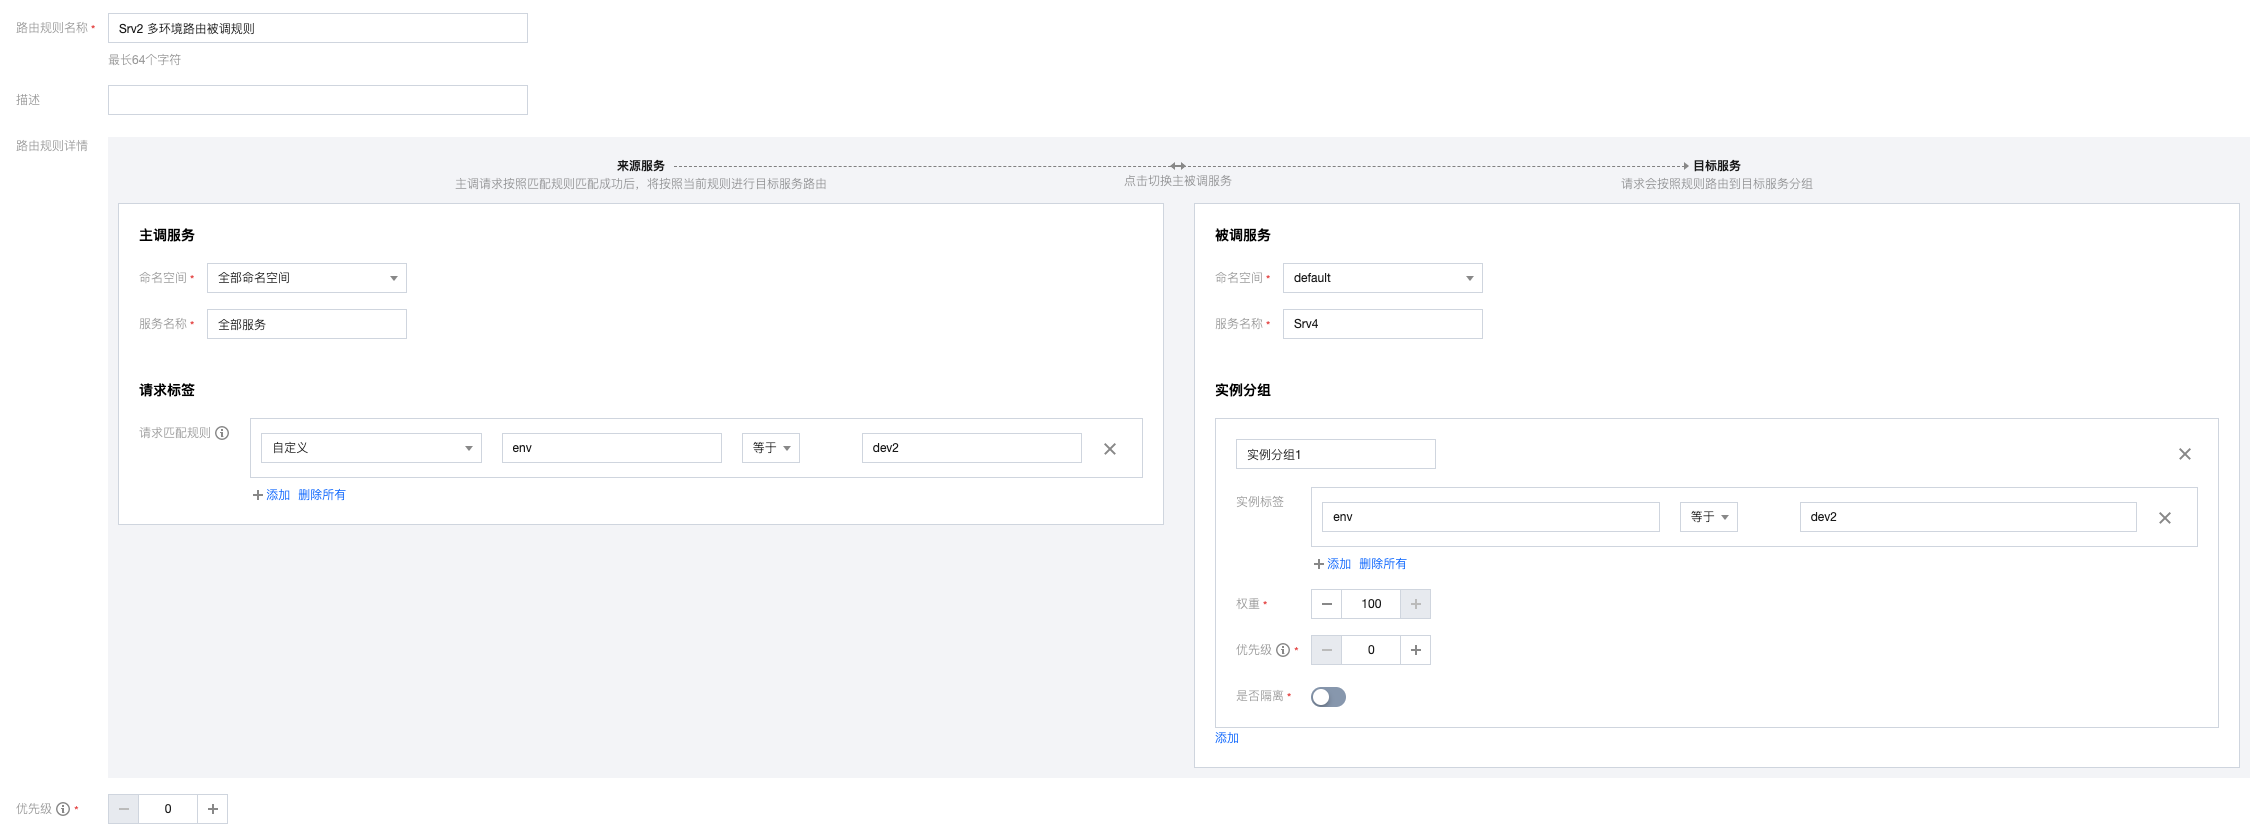 路由规则名称 * Srv2 多环境路由被调规则
最长64个字符
描述
路由规则详情
来源服务
主调请求按照匹配规则匹配成功后，将按照当前规则进行目标服务路由
点击切换主被调服务
目标服务
请求会按照规则路由到目标服务分组
主调服务
命名空间 * 全部命名空间
服务名称 * 全部服务
请求标签
请求匹配规则 自定义 env 等于 dev2
添加 删除所有
被调服务
命名空间 * default
服务名称 * Srv4
实例分组
实例分组1
实例标签 env 等于 dev2
添加 删除所有
权重 * 100
优先级 * 0
是否隔离 *
添加
优先级 * 0